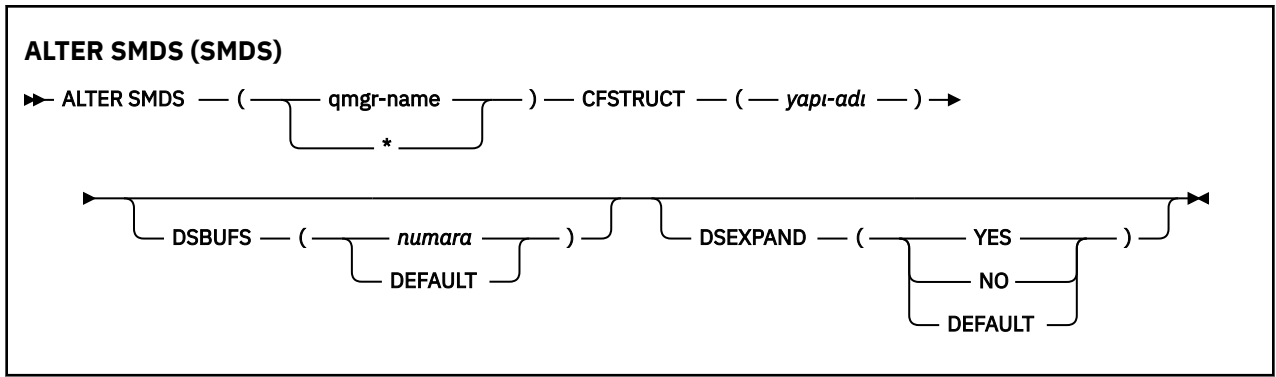 ALTER SMDS (SMDS)
ALTER SMDS ( qmgr-name ) CFSTRUCT ( yapı-adı )
*
DSBUFS ( numara ) DSEXPAND ( YES )
DEFAULT NO
DEFAULT